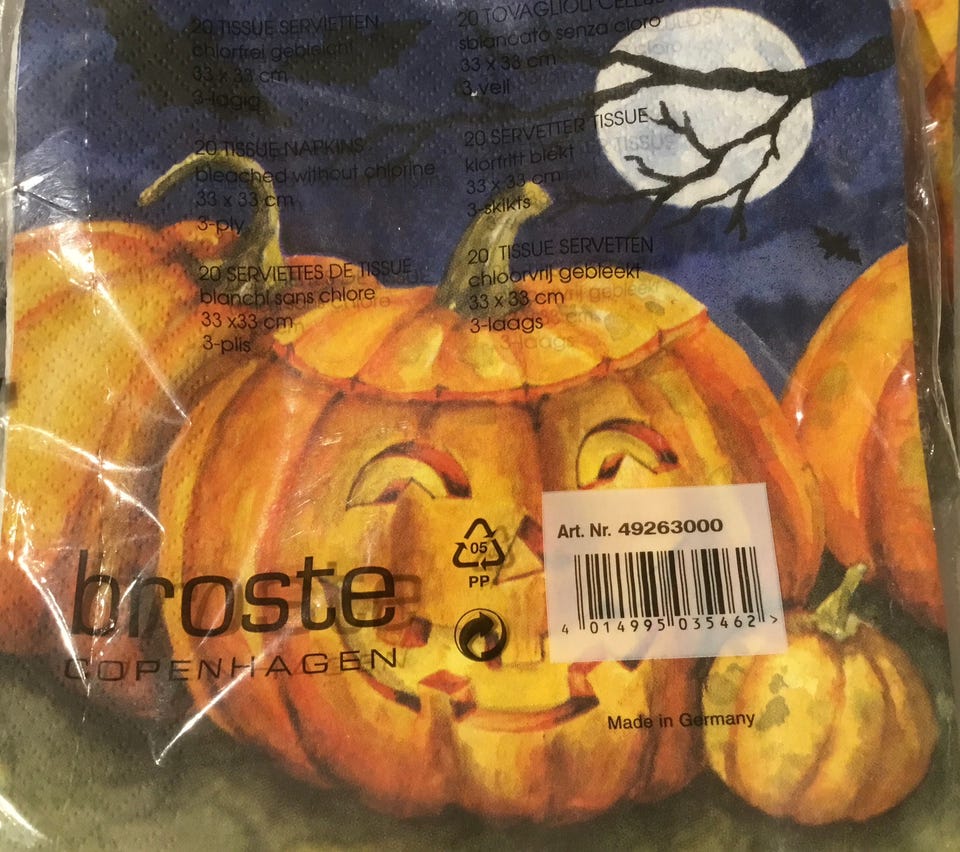 20 TISSUE SERVIETTEN
chlorfrei gebleicht
33 x 33 cm
3-lagig
20 TISSUE NAPKINS
bleached without chlorine
33 x 33 cm
3-ply
20 SERVIETTES DE TISSUE
blanchi sans chlore
33 x33 cm
3-plis
20 TOVAGLIOLI CELLULOSA
sbiancato senza cloro
33 x 33 cm
3 veli
20 SERVETTER TISSUE
klorfritt blekt
33 x 33 cm
3-skikts
20 TISSUE SERVETTEN
chloorvrij gebleekt
33 x 33 cm
3-laags
broste
COPENHAGEN
05
PP
Art. Nr. 49263000
4 014995 035462 >
Made in Germany